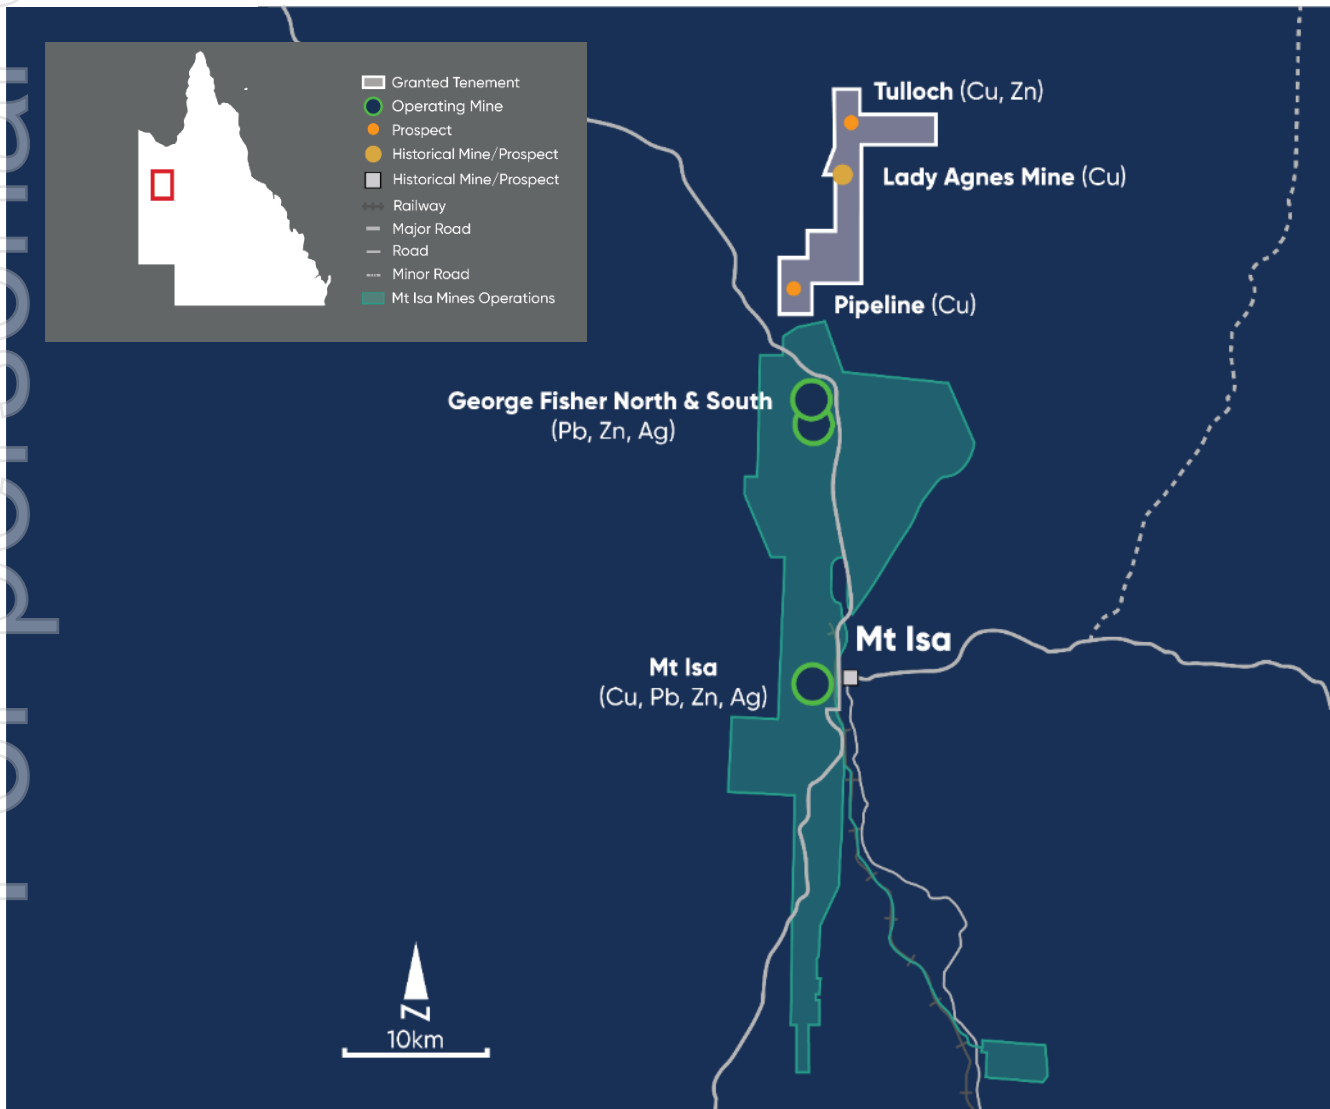 For personal
Granted Tenement
Operating Mine
Prospect
Historical Mine/Prospect
Historical Mine/Prospect
Railway
Major Road
Road
Minor Road
Mt Isa Mines Operations
Tulloch (Cu, Zn)
Lady Agnes Mine (Cu)
Pipeline (Cu)
George Fisher North & South
(Pb, Zn, Ag)
Mt Isa
Mt Isa
(Cu, Pb, Zn, Ag)
N
10km